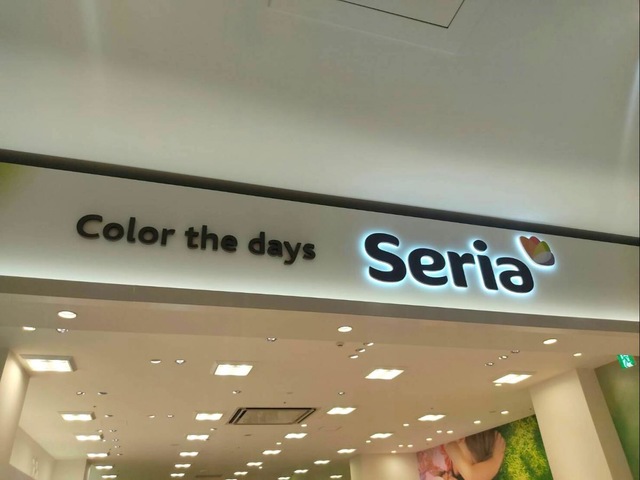 Color the days Seria